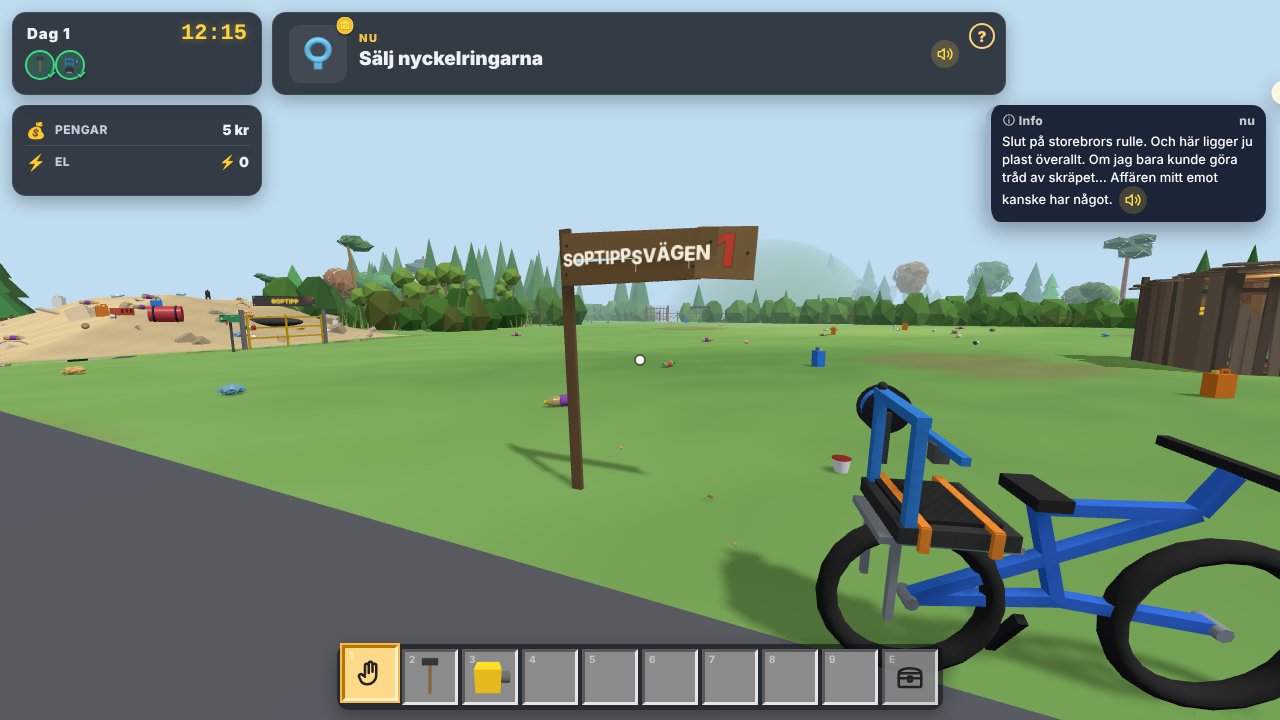 Dag 1
12:15
NU
Sälj nyckelringarna
?
PENGAR
5 kr
EL
0
Info
nu
Slut på storebrors rulle. Och här ligger ju
plast överallt. Om jag bara kunde göra
tråd av skräpet... Affären mitt emot
kanske har något.
SOPTIPPSVÄGEN 1
SOPTIPP
1
2
3
4
5
6
7
8
9
E